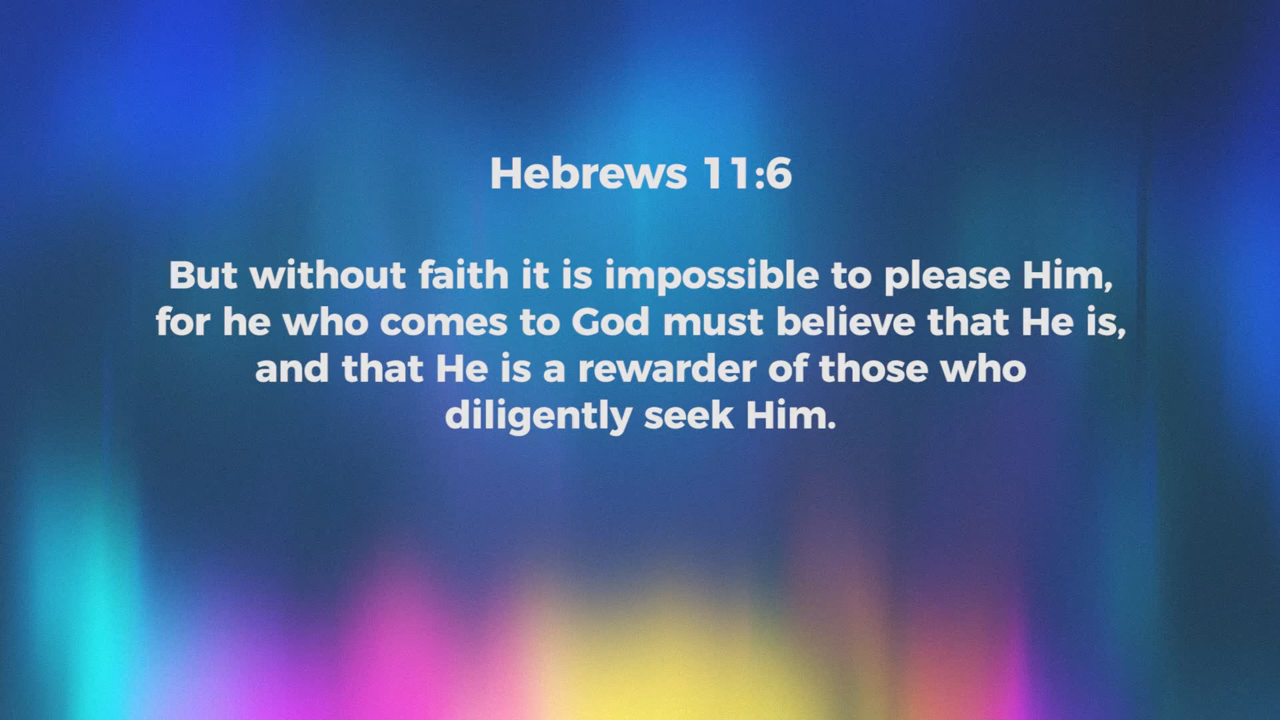 Hebrews 11:6
But without faith it is impossible to please Him,
for he who comes to God must believe that He is,
and that He is a rewarder of those who
diligently seek Him.